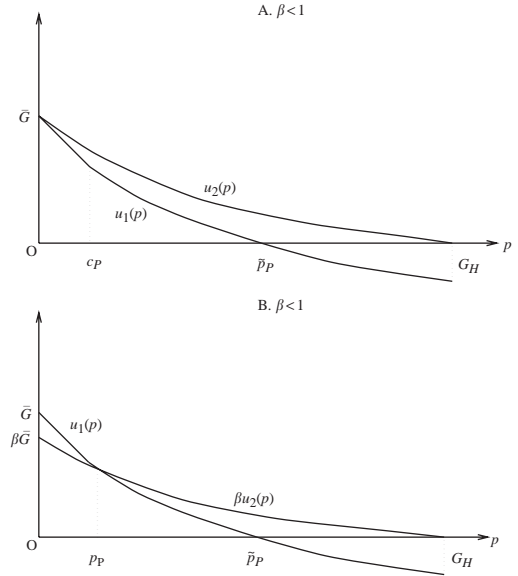 A. β<1
Ḡ
u₂(p)
u₁(p)
O
c_P
p̃_P
G_H
p
B. β<1
Ḡ
u₁(p)
βḠ
βu₂(p)
O
p_P
p̃_P
G_H
p